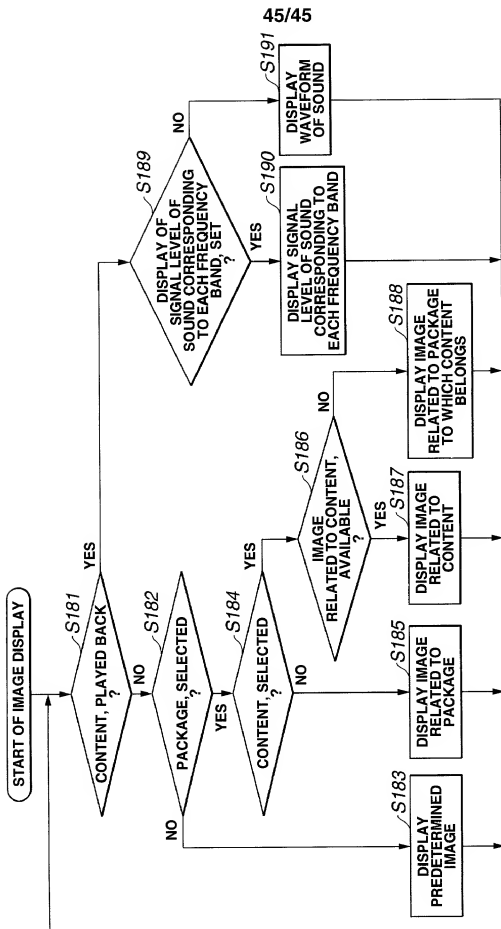 45/45
START OF IMAGE DISPLAY
S181
CONTENT, PLAYED BACK
?
YES
NO
S182
PACKAGE, SELECTED
?
NO
YES
S184
CONTENT, SELECTED
?
YES
NO
S186
IMAGE
RELATED TO CONTENT,
AVAILABLE
?
NO
YES
S189
DISPLAY OF
SIGNAL LEVEL OF
SOUND CORRESPONDING
TO EACH FREQUENCY
BAND, SET
?
NO
YES
S183
DISPLAY
PREDETERMINED
IMAGE
S185
DISPLAY IMAGE
RELATED TO
PACKAGE
S187
DISPLAY IMAGE
RELATED TO
CONTENT
S188
DISPLAY IMAGE
RELATED TO PACKAGE
TO WHICH CONTENT
BELONGS
S190
DISPLAY SIGNAL
LEVEL OF SOUND
CORRESPONDING TO
EACH FREQUENCY BAND
S191
DISPLAY
WAVEFORM
OF SOUND